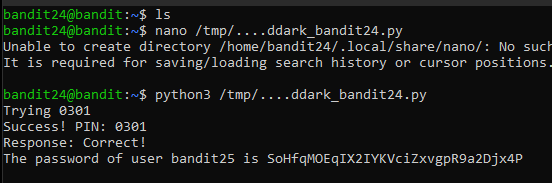 bandit24@bandit:~$ ls
bandit24@bandit:~$ nano /tmp/....ddark_bandit24.py
Unable to create directory /home/bandit24/.local/share/nano/: No such
It is required for saving/loading search history or cursor positions.
bandit24@bandit:~$ python3 /tmp/....ddark_bandit24.py
Trying 0301
Success! PIN: 0301
Response: Correct!
The password of user bandit25 is SoHfqMOEqIX2IYKVciZxvgpR9a2Djx4P